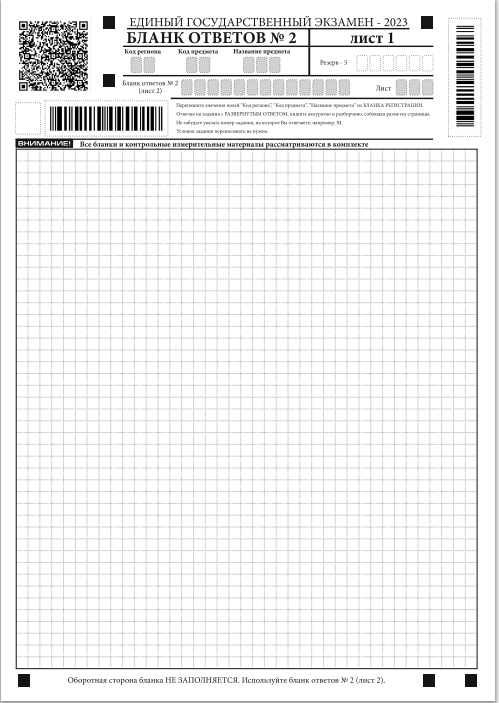 ЕДИНЫЙ ГОСУДАРСТВЕННЫЙ ЭКЗАМЕН - 2023
БЛАНК ОТВЕТОВ № 2
лист 1
Код региона
Код предмета
Название предмета
Резерв - 5
Бланк ответов № 2
(лист 2)
Лист
Перепишите значения полей "Код региона", "Код предмета", "Название предмета" из БЛАНКА РЕГИСТРАЦИИ.
Отвечая на задания с РАЗВЕРНУТЫМ ОТВЕТОМ, пишите аккуратно и разборчиво, соблюдая разметку страницы.
Не забудьте указать номер задания, на которое Вы отвечаете, например, 31.
Условия задания переписывать не нужно.
ВНИМАНИЕ! Все бланки и контрольные измерительные материалы рассматриваются в комплекте
Оборотная сторона бланка НЕ ЗАПОЛНЯЕТСЯ. Используйте бланк ответов № 2 (лист 2).